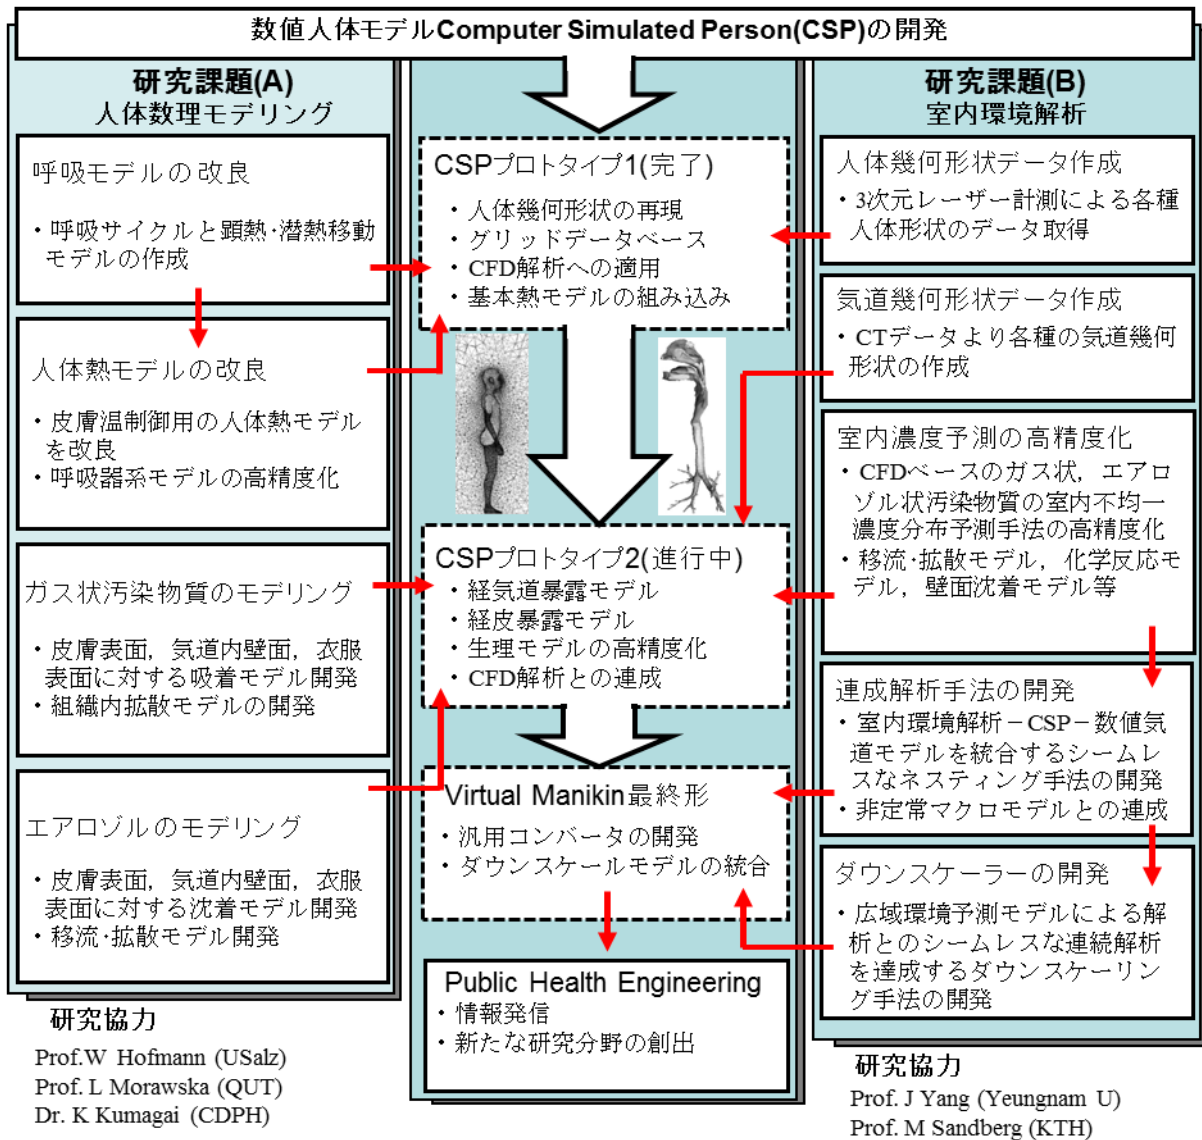 数値人体モデルComputer Simulated Person(CSP)の開発
研究課題(A)
人体数理モデリング
呼吸モデルの改良
・呼吸サイクルと顕熱・潜熱移動
モデルの作成
人体熱モデルの改良
・皮膚温制御用の人体熱モデル
を改良
・呼吸器系モデルの高精度化
ガス状汚染物質のモデリング
・皮膚表面，気道内壁面，衣服
表面に対する吸着モデル開発
・組織内拡散モデルの開発
エアロゾルのモデリング
・皮膚表面，気道内壁面，衣服
表面に対する沈着モデル開発
・移流・拡散モデル開発
研究協力
Prof.W Hofmann (USalz)
Prof. L Morawska (QUT)
Dr. K Kumagai (CDPH)
CSPプロトタイプ1(完了)
・人体幾何形状の再現
・グリッドデータベース
・CFD解析への適用
・基本熱モデルの組み込み
CSPプロトタイプ2(進行中)
・経気道暴露モデル
・経皮暴露モデル
・生理モデルの高精度化
・CFD解析との連成
Virtual Manikin最終形
・汎用コンバータの開発
・ダウンスケールモデルの統合
Public Health Engineering
・情報発信
・新たな研究分野の創出
研究課題(B)
室内環境解析
人体幾何形状データ作成
・3次元レーザー計測による各種
人体形状のデータ取得
気道幾何形状データ作成
・CTデータより各種の気道幾何
形状の作成
室内濃度予測の高精度化
・CFDベースのガス状，エアロ
ゾル状汚染物質の室内不均一
濃度分布予測手法の高精度化
・移流・拡散モデル，化学反応モ
デル，壁面沈着モデル等
連成解析手法の開発
・室内環境解析－CSP－数値気
道モデルを統合するシームレ
スなネスティング手法の開発
・非定常マクロモデルとの連成
ダウンスケーラーの開発
・広域環境予測モデルによる解
析とのシームレスな連続解析
を達成するダウンスケーリン
グ手法の開発
研究協力
Prof. J Yang (Yeungnam U)
Prof. M Sandberg (KTH)